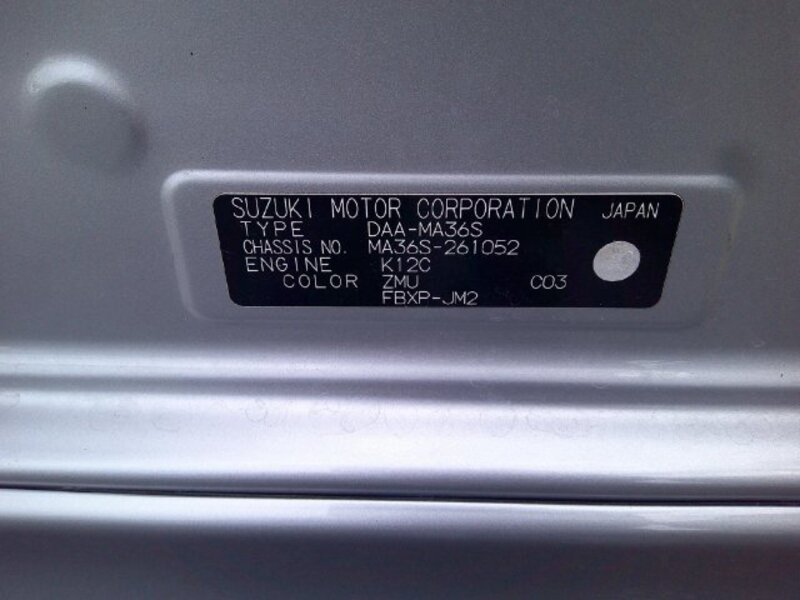 SUZUKI MOTOR CORPORATION JAPAN
TYPE DAA-MA36S
CHASSIS NO. MA36S-261052
ENGINE K12C
COLOR ZMU C03
FBXP-JM2